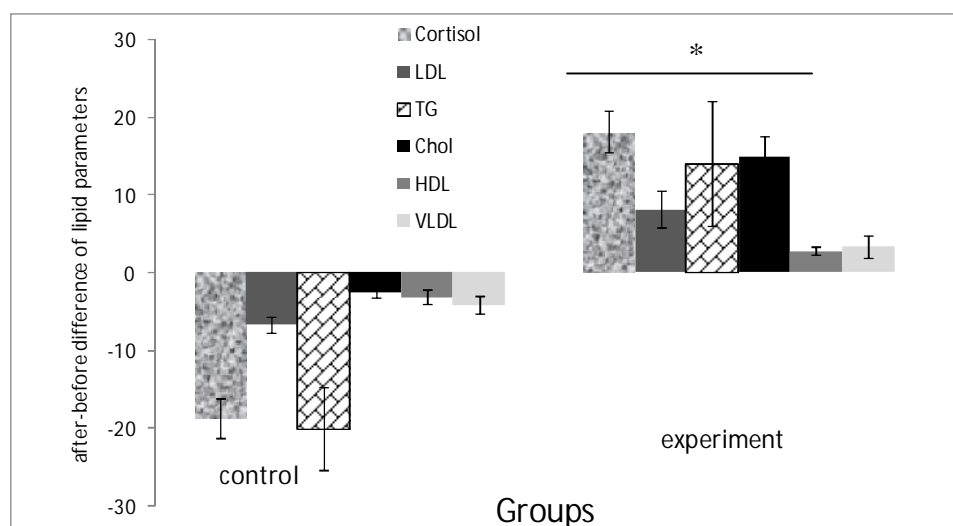 after-before difference of lipid parameters
30
20
10
0
-10
-20
-30
Cortisol
LDL
TG
Chol
HDL
VLDL
*
control
experiment
Groups